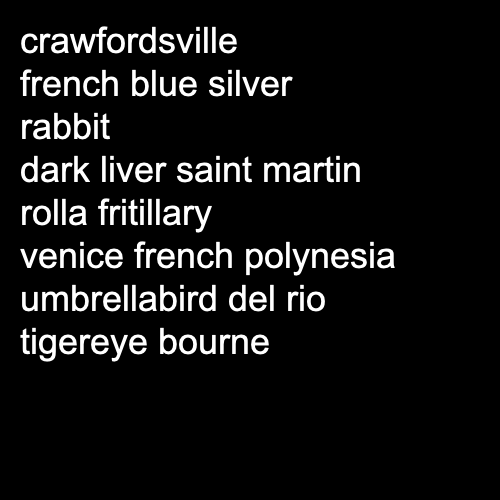 crawfordsville
french blue silver
rabbit
dark liver saint martin
rolla fritillary
venice french polynesia
umbrellabird del rio
tigereye bourne